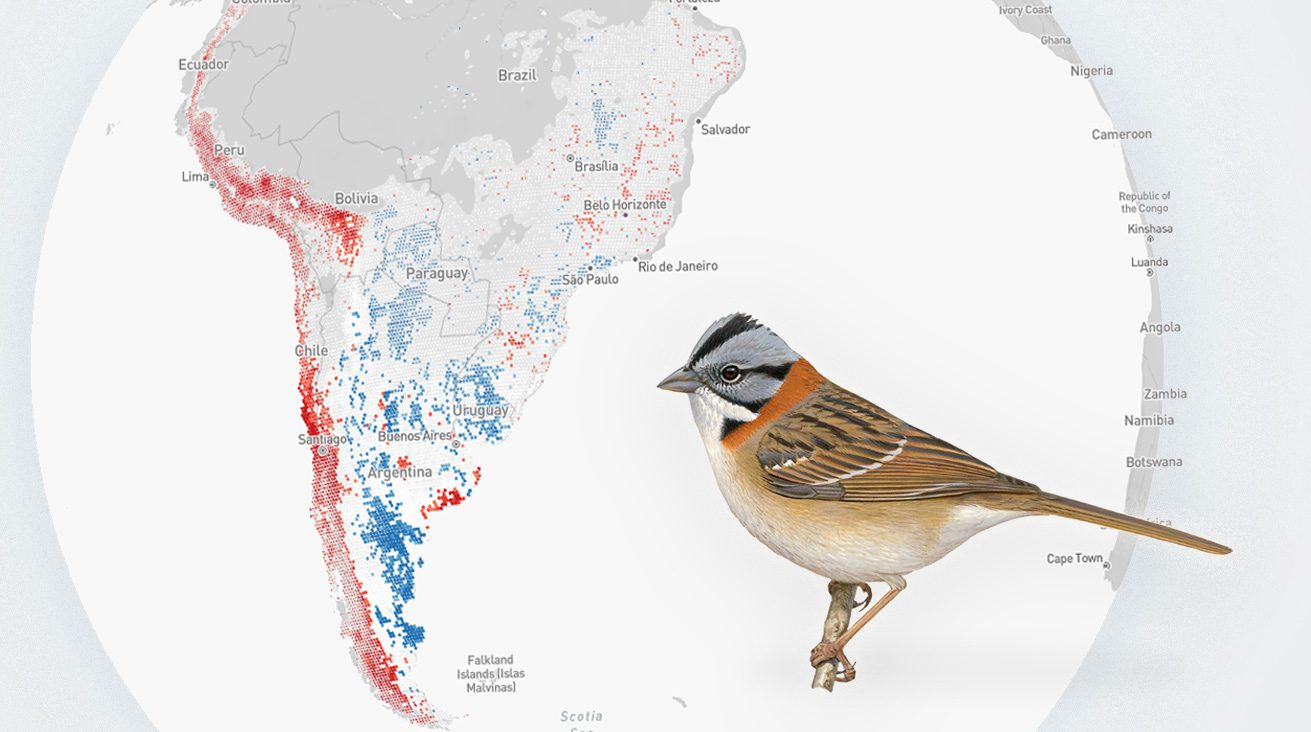 Colombia
Fortaleza
Ivory Coast
Ghana
Ecuador
Brazil
Nigeria
Salvador
Cameroon
Peru
Lima
Brasília
Bolivia
Belo Horizonte
Republic of
the Congo
Kinshasa
Paraguay
Rio de Janeiro
São Paulo
Luanda
Angola
Chile
Zambia
Uruguay
Namibia
Santiago
Buenos Aires
Argentina
Botswana
Cape Town
Falkland
Islands (Islas
Malvinas)
Scotia